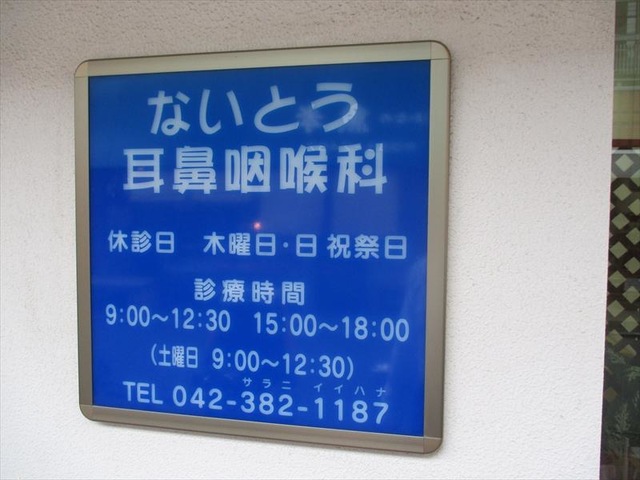 ないとう
耳鼻咽喉科
休診日 木曜日・日祝祭日
診療時間
9:00～12:30 15:00～18:00
(土曜日 9:00～12:30)
サラニ イイハナ
TEL 042-382-1187